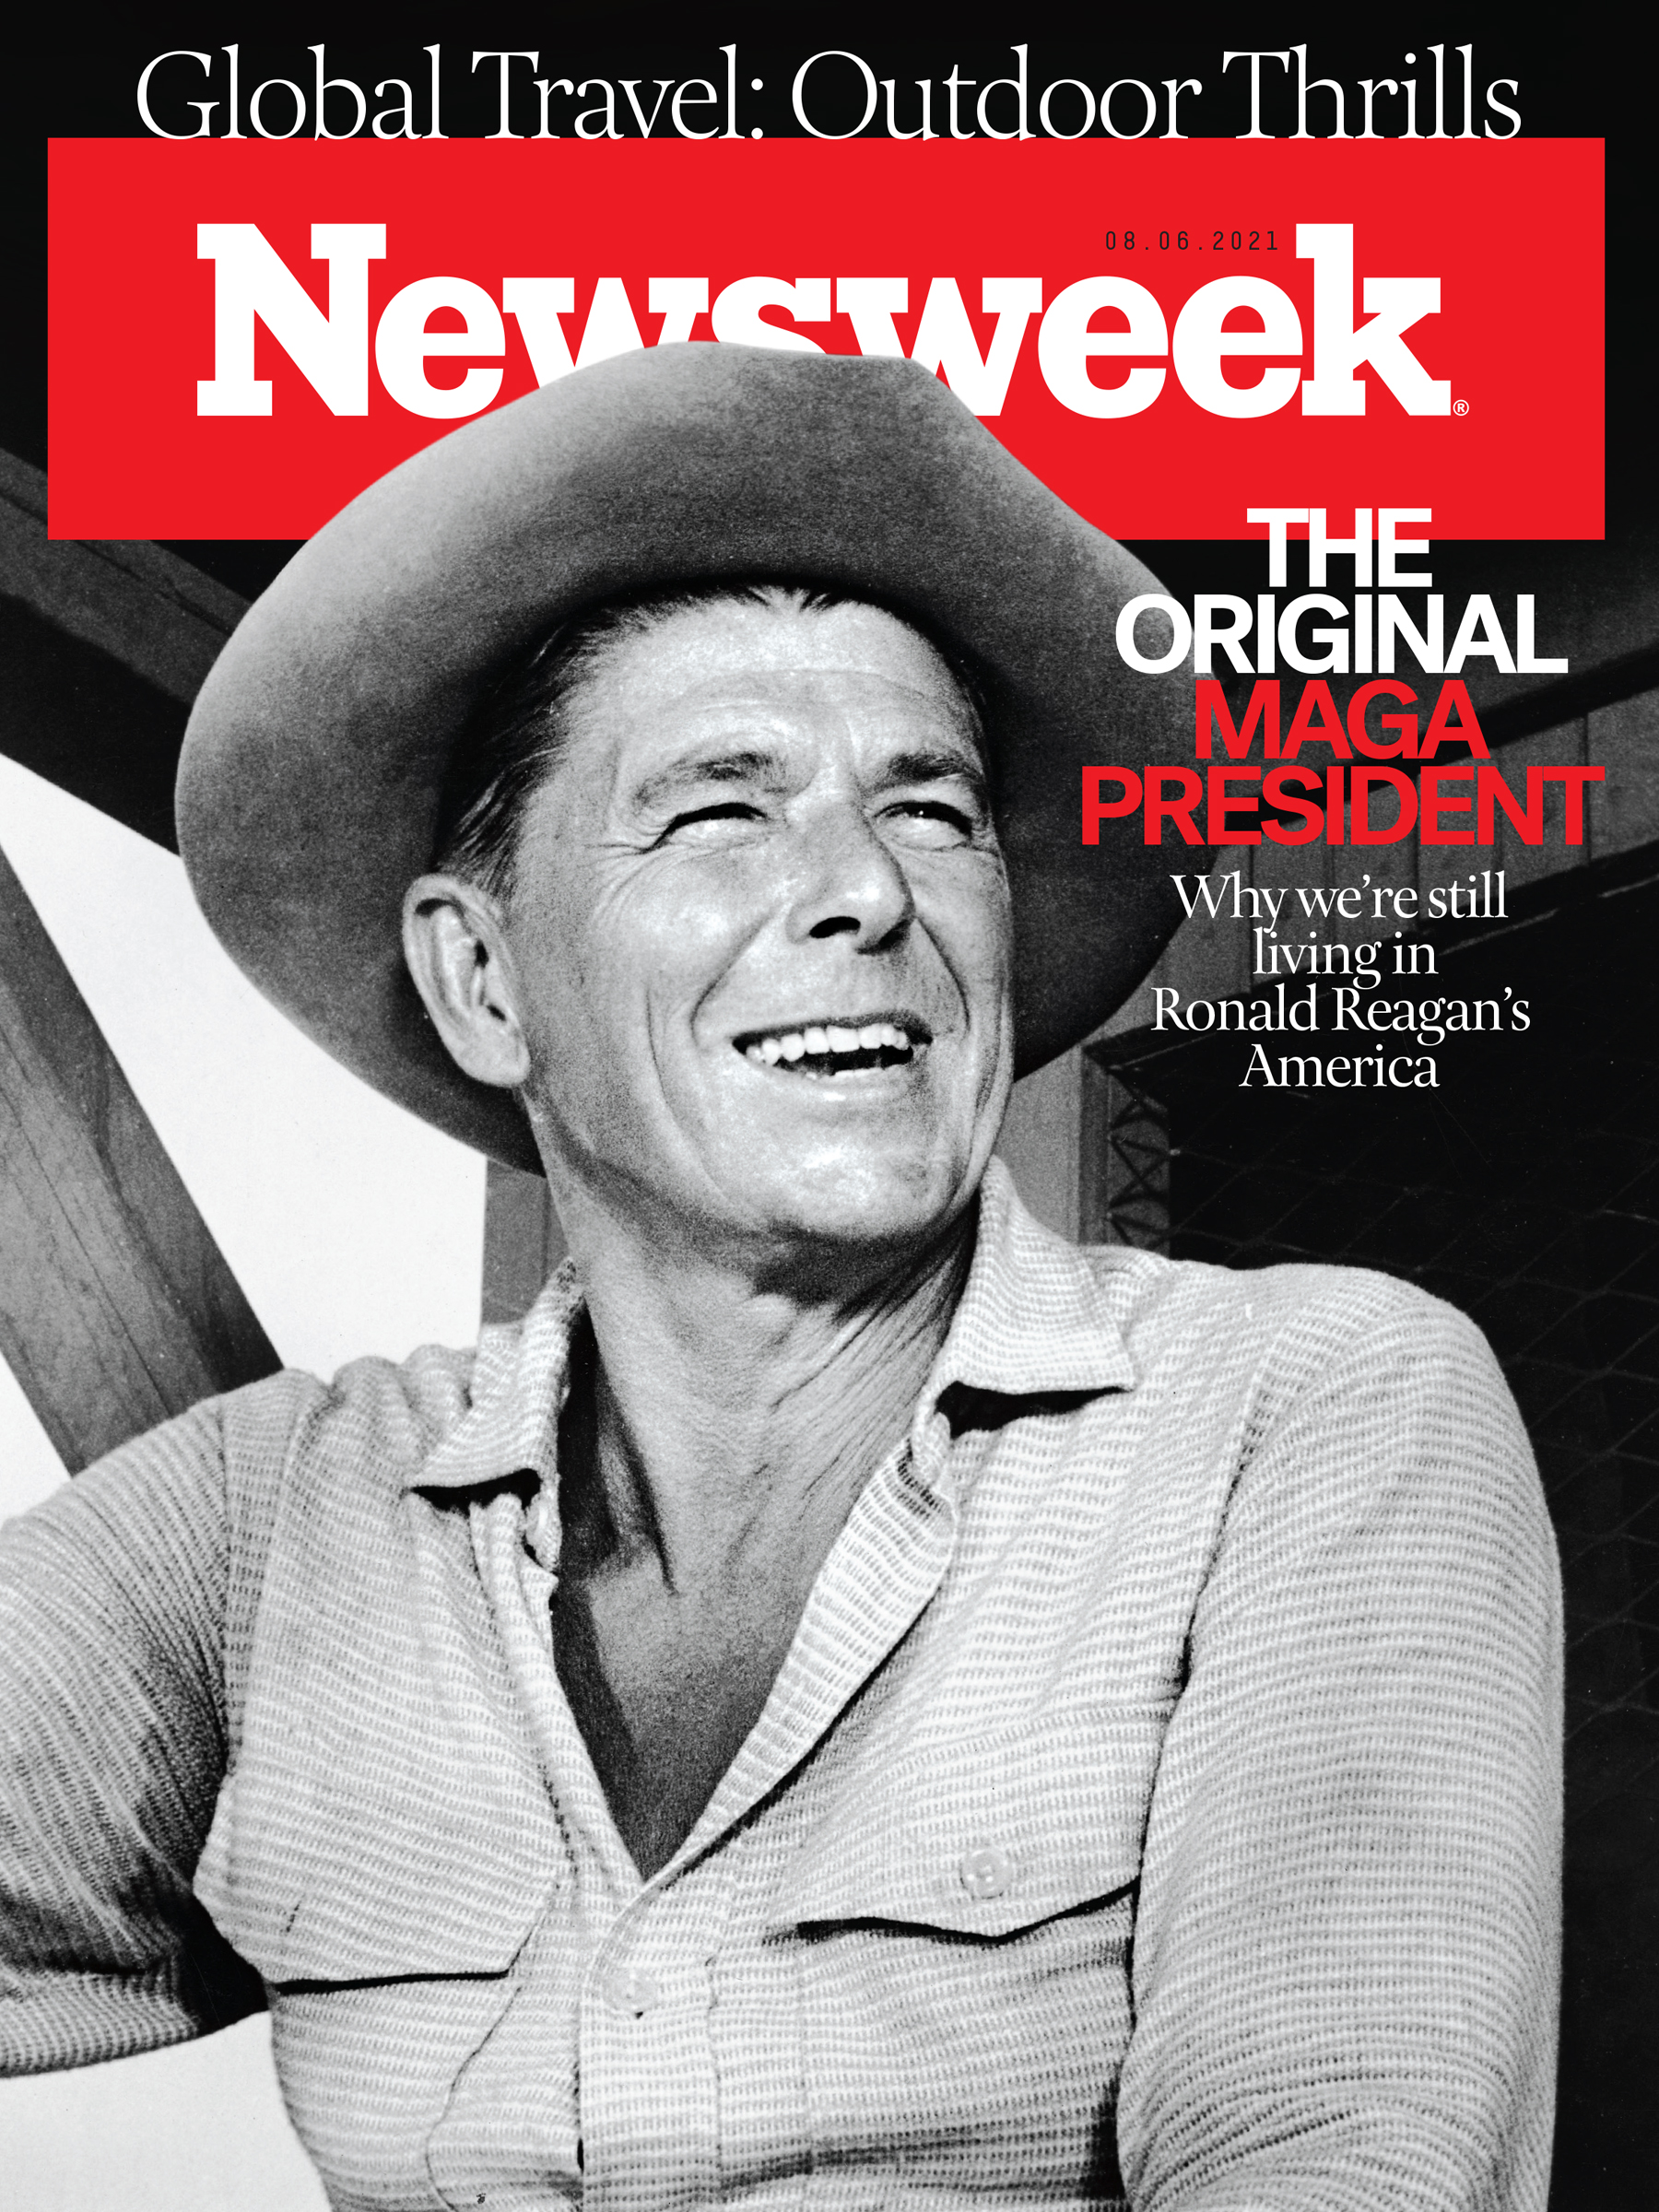 Global Travel: Outdoor Thrills
08.06.2021
Newsweek®
THE
ORIGINAL
MAGA
PRESIDENT
Why we’re still
living in
Ronald Reagan’s
America